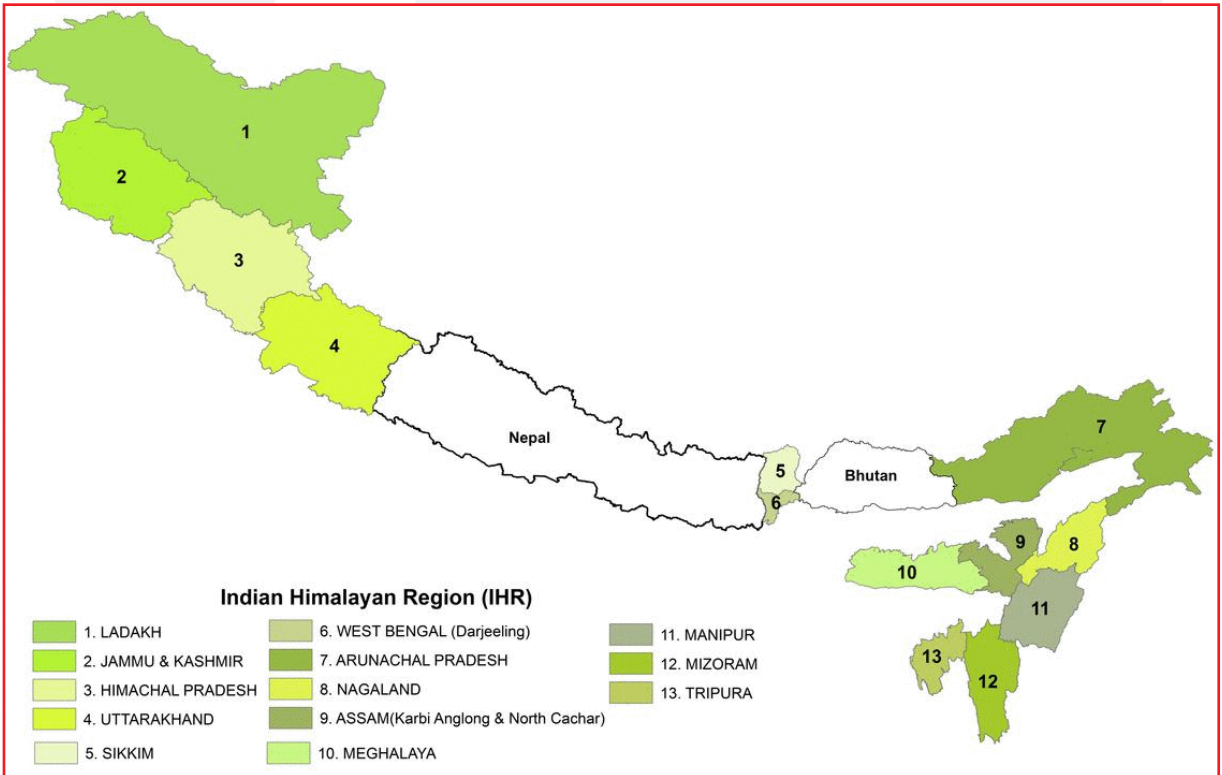 1
2
3
4
Nepal
5
6
Bhutan
7
8
9
10
11
12
13
Indian Himalayan Region (IHR)
1. LADAKH
2. JAMMU & KASHMIR
3. HIMACHAL PRADESH
4. UTTARAKHAND
5. SIKKIM
6. WEST BENGAL (Darjeeling)
7. ARUNACHAL PRADESH
8. NAGALAND
9. ASSAM(Karbi Anglong & North Cachar)
10. MEGHALAYA
11. MANIPUR
12. MIZORAM
13. TRIPURA